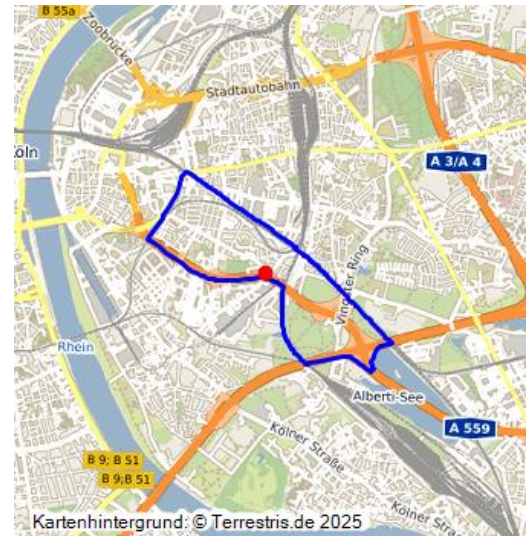 B 55a
Zoobrücke
Stadtautobahn
Köln
A 3/A 4
Vingster Ring
Rhein
Alberti-See
A 559
Kölner Straße
B 9; B 51
B 9;B 51
Kölner Straße
Kartenhintergrund: © Terrestris.de 2025